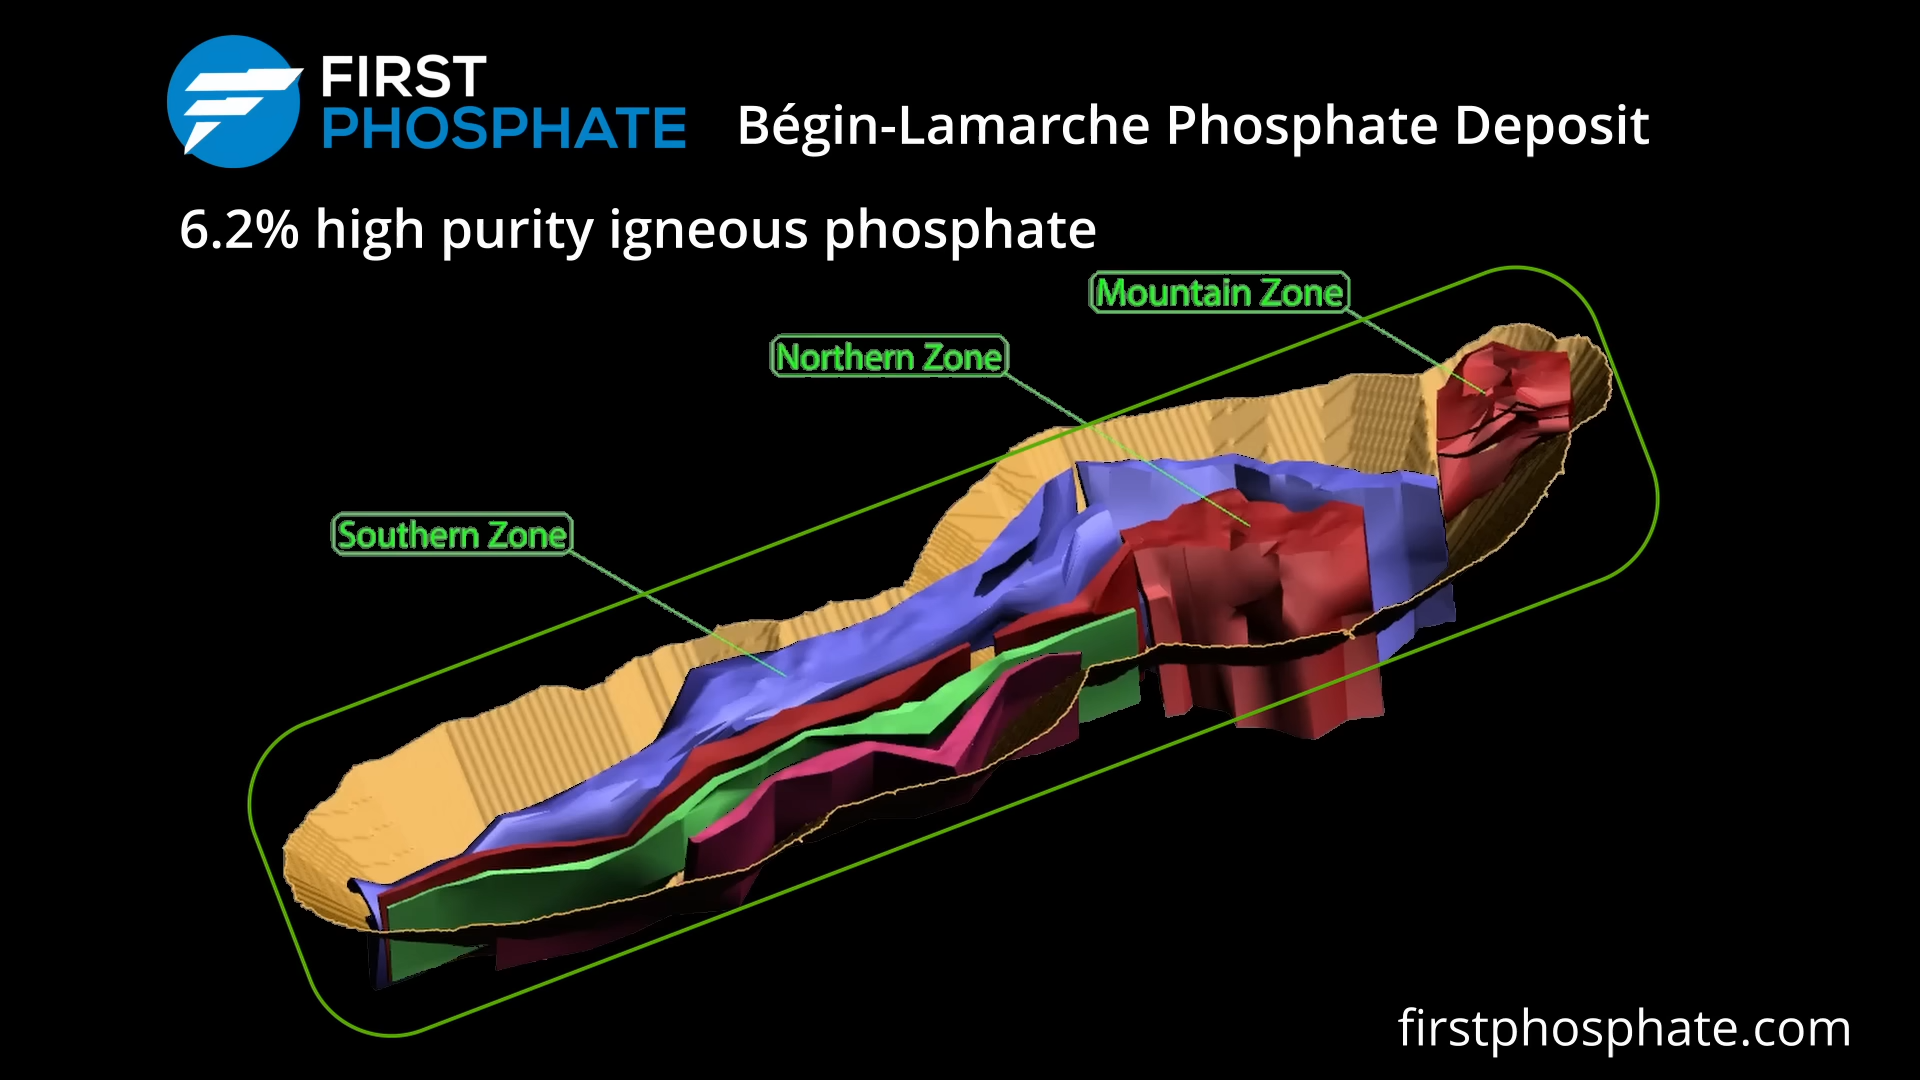 FIRST
PHOSPHATE
Bégin-Lamarche Phosphate Deposit
6.2% high purity igneous phosphate
Mountain Zone
Northern Zone
Southern Zone
firstphosphate.com